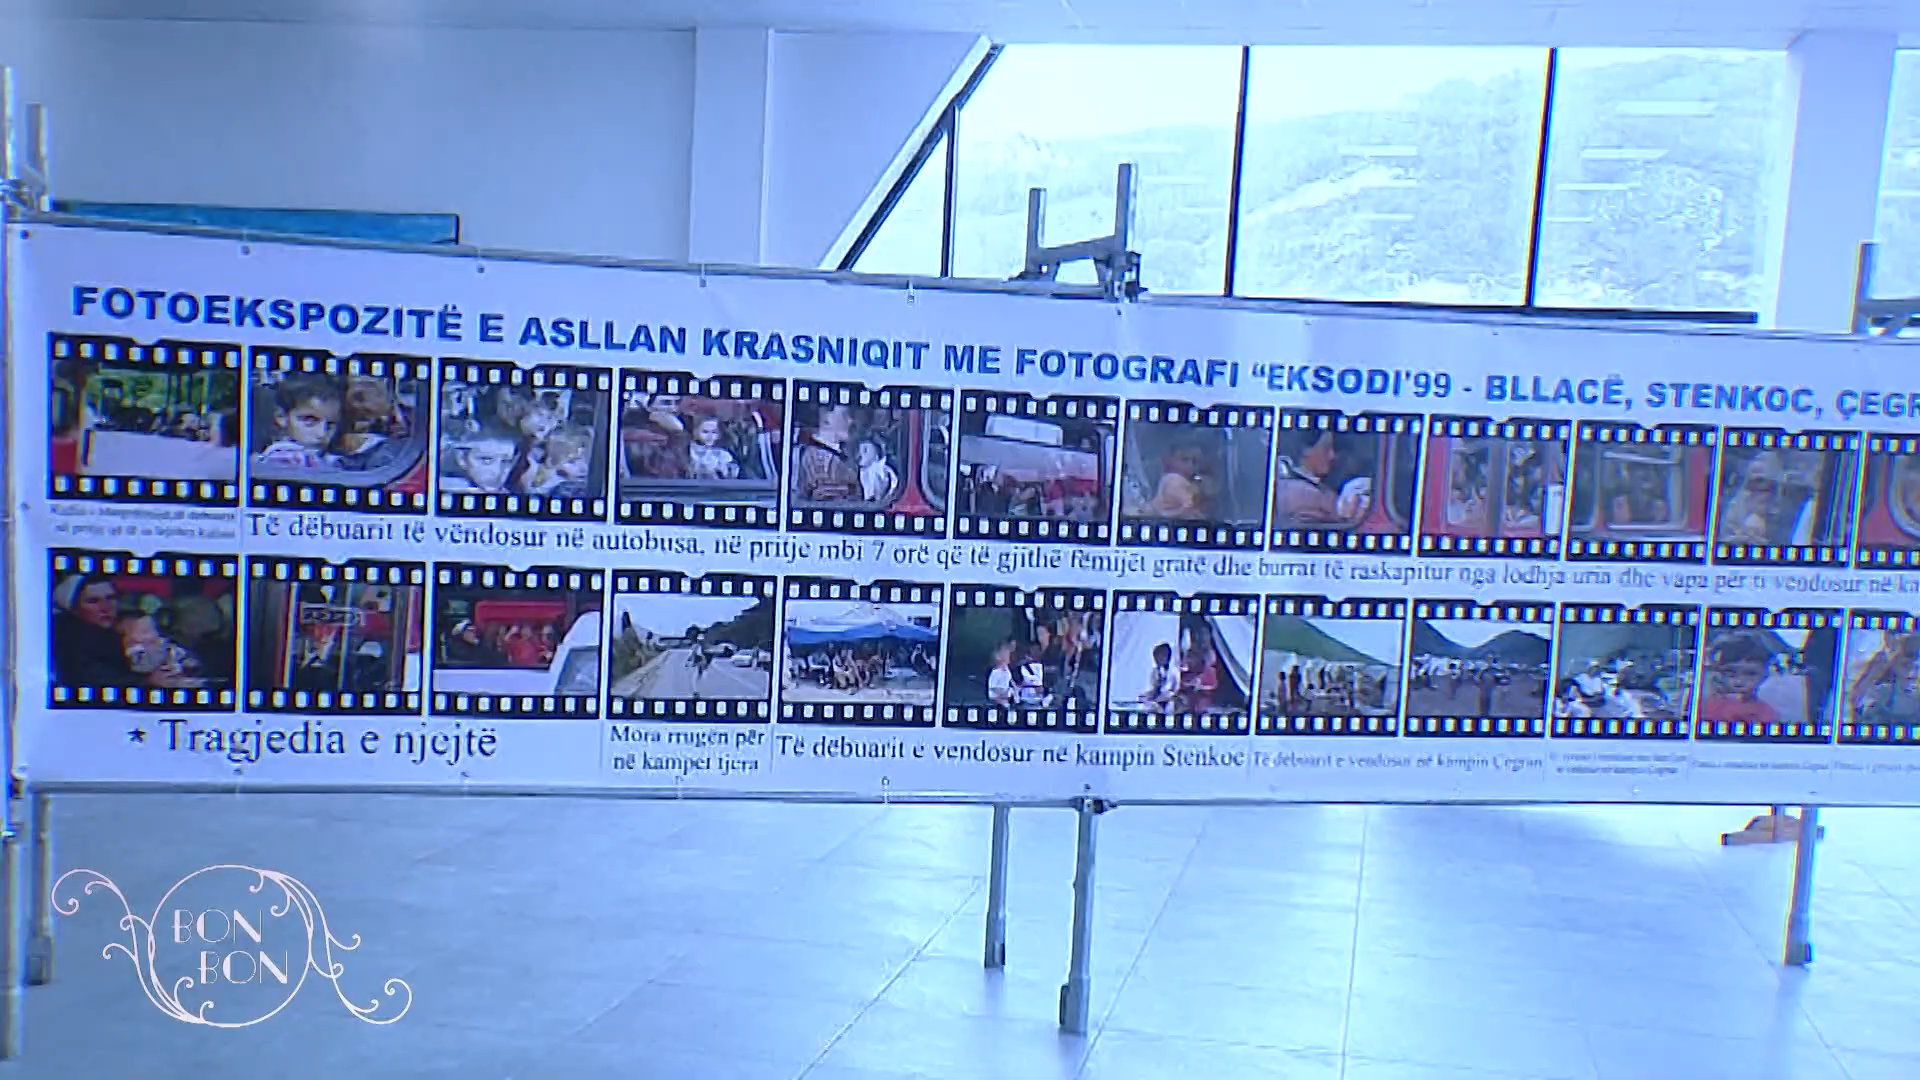 FOTOEKSPOZITË E ASLLAN KRASNIQIT ME FOTOGRAFI “EKSODI'99 - BLLACË, STENKOC, ÇEGR
Të dëbuarit të vëndosur në autobusa, në pritje mbi 7 orë që të gjithë fëmijët gratë dhe burrat të raskapitur nga lodhja uria dhe vapa për ti vendosur në ka
* Tragjedia e njejtë
Mora rrugën për
në kampet tjera
Të dëbuarit e vendosur në kampin Stenkoc
Të debuarit e vendosur në kampin Çegran
BON
BON